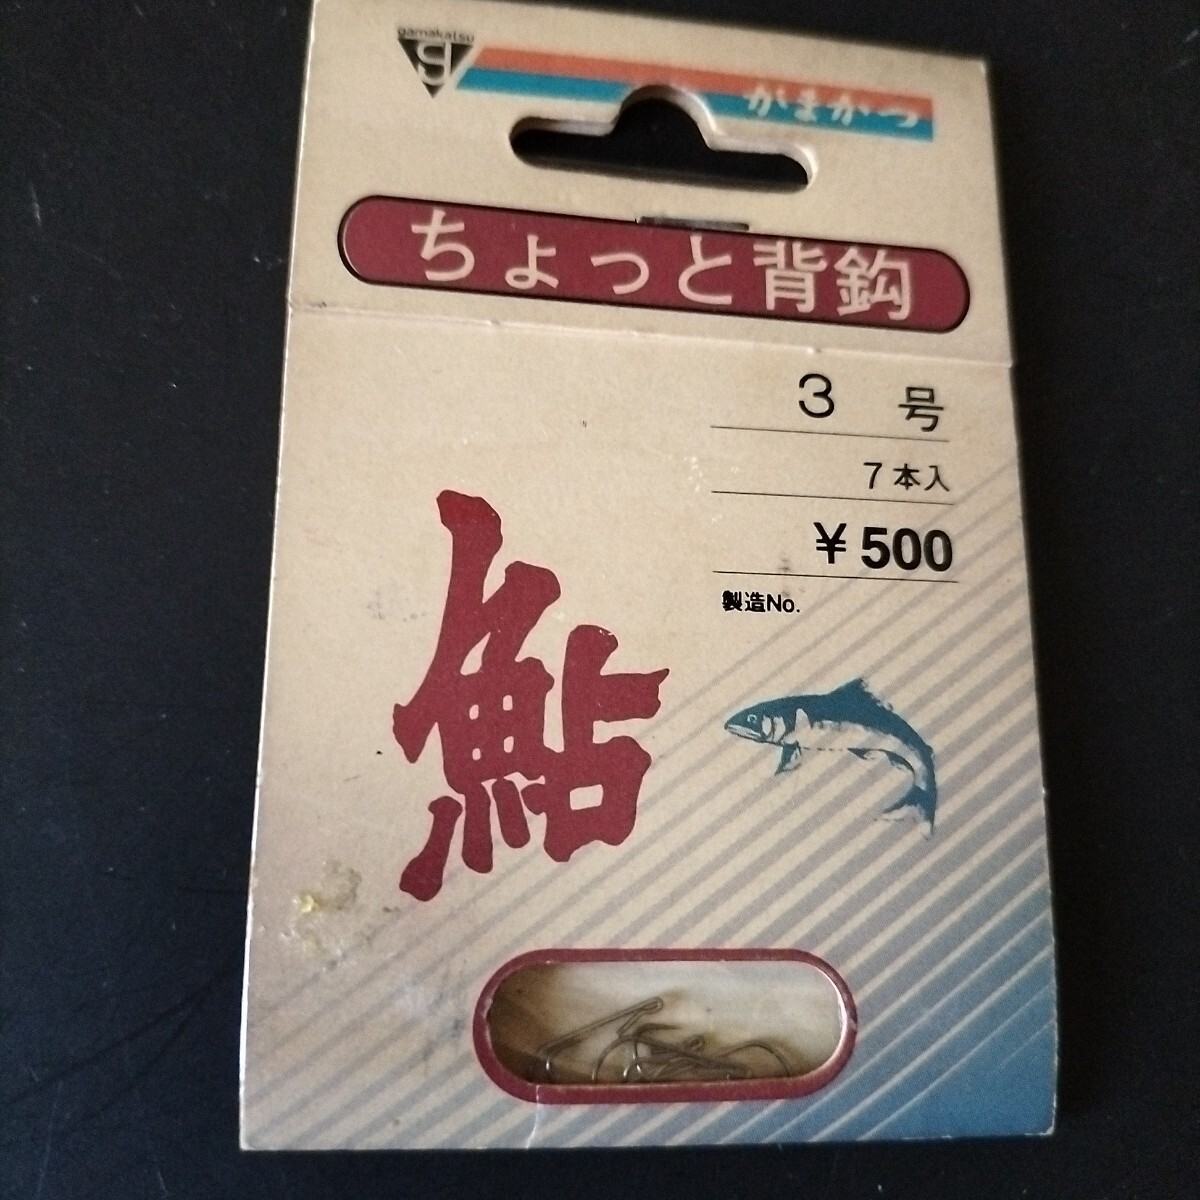 gamakatsu
g
がまかつ
ちょっと背鈎
3 号
7本入
¥500
製造No.
鮎